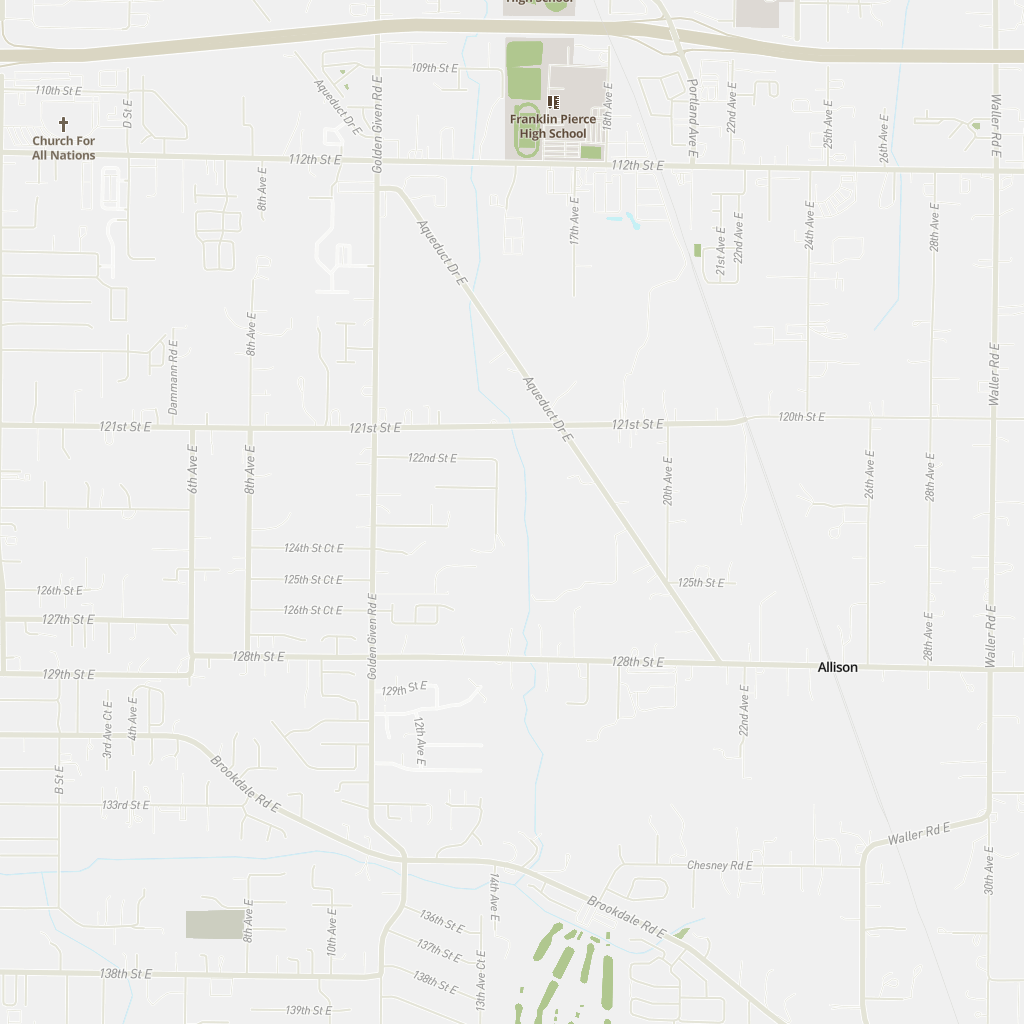 High School
109th St E
110th St E
D St E
Aqueduct Dr E
Golden Given Rd E
18th Ave E
Portland Ave E
22nd Ave E
25th Ave E
26th Ave E
Waller Rd E
Franklin Pierce
High School
Church For
All Nations
112th St E
112th St E
8th Ave E
17th Ave E
21st Ave E
22nd Ave E
24th Ave E
28th Ave E
Aqueduct Dr E
8th Ave E
Dammann Rd E
Aqueduct Dr E
Waller Rd E
121st St E
121st St E
121st St E
120th St E
6th Ave E
8th Ave E
122nd St E
20th Ave E
26th Ave E
28th Ave E
124th St Ct E
125th St Ct E
125th St E
126th St E
126th St Ct E
127th St E
Golden Given Rd E
28th Ave E
Waller Rd E
128th St E
128th St E
Allison
129th St E
129th St E
3rd Ave Ct E
4th Ave E
12th Ave E
22nd Ave E
B St E
Brookdale Rd E
133rd St E
Waller Rd E
Chesney Rd E
30th Ave E
14th Ave E
8th Ave E
10th Ave E
136th St E
Brookdale Rd E
137th St E
138th St E
138th St E
13th Ave Ct E
139th St E